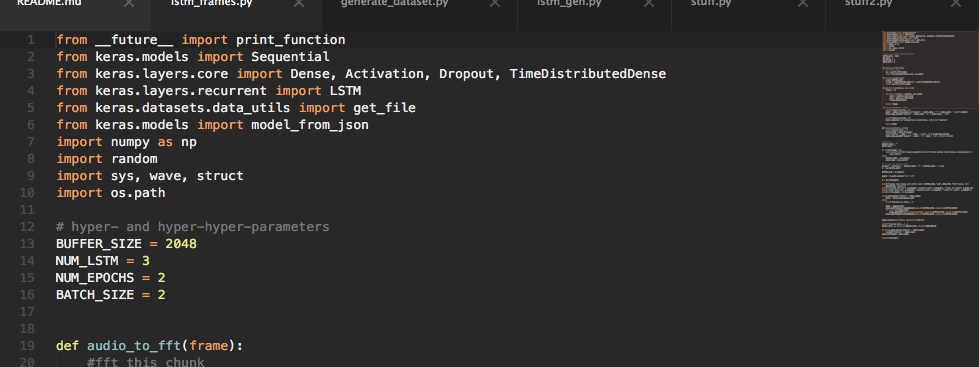 README.md lstm_frames.py generate_dataset.py lstm_gen.py stuff.py stuff2.py
1 from __future__ import print_function
2 from keras.models import Sequential
3 from keras.layers.core import Dense, Activation, Dropout, TimeDistributedDense
4 from keras.layers.recurrent import LSTM
5 from keras.datasets.data_utils import get_file
6 from keras.models import model_from_json
7 import numpy as np
8 import random
9 import sys, wave, struct
10 import os.path
11
12 # hyper- and hyper-hyper-parameters
13 BUFFER_SIZE = 2048
14 NUM_LSTM = 3
15 NUM_EPOCHS = 2
16 BATCH_SIZE = 2
17
18
19 def audio_to_fft(frame):
20 #fft this chunk